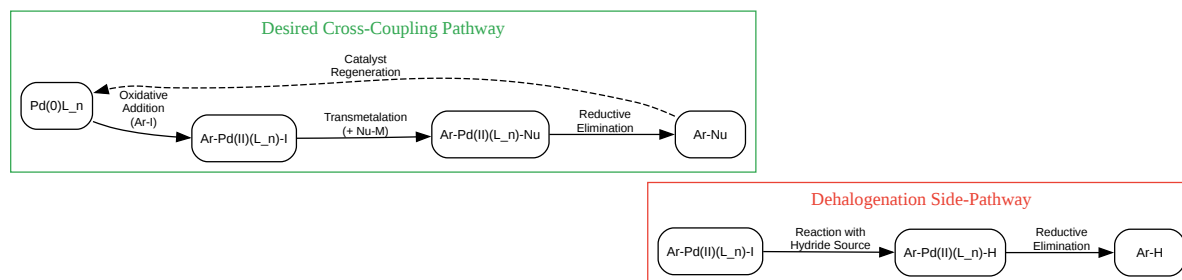 Desired Cross-Coupling Pathway
Catalyst
Regeneration
Pd(0)L_n
Oxidative
Addition
(Ar-I)
Ar-Pd(II)(L_n)-I
Transmetalation
(+ Nu-M)
Ar-Pd(II)(L_n)-Nu
Reductive
Elimination
Ar-Nu
Dehalogenation Side-Pathway
Ar-Pd(II)(L_n)-I
Reaction with
Hydride Source
Ar-Pd(II)(L_n)-H
Reductive
Elimination
Ar-H